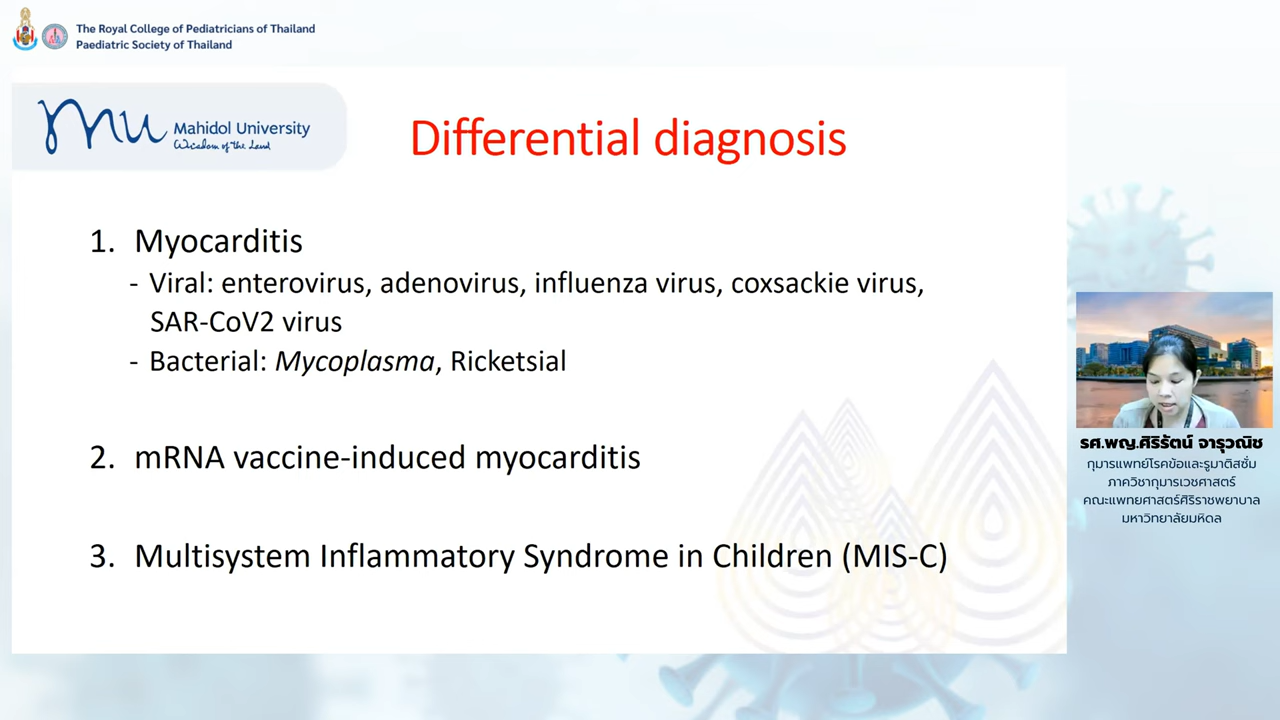 The Royal College of Pediatricians of Thailand
Paediatric Society of Thailand
Mahidol University
Wisdom of the Land
Differential diagnosis
1. Myocarditis
- Viral: enterovirus, adenovirus, influenza virus, coxsackie virus,
SAR-CoV2 virus
- Bacterial: Mycoplasma, Ricketsial
2. mRNA vaccine-induced myocarditis
3. Multisystem Inflammatory Syndrome in Children (MIS-C)
รศ.พญ.ศิริรัตน์ จารุวณิช
กุมารแพทย์โรคข้อและรูมาติสซั่ม
ภาควิชากุมารเวชศาสตร์
คณะแพทยศาสตร์ศิริราชพยาบาล
มหาวิทยาลัยมหิดล